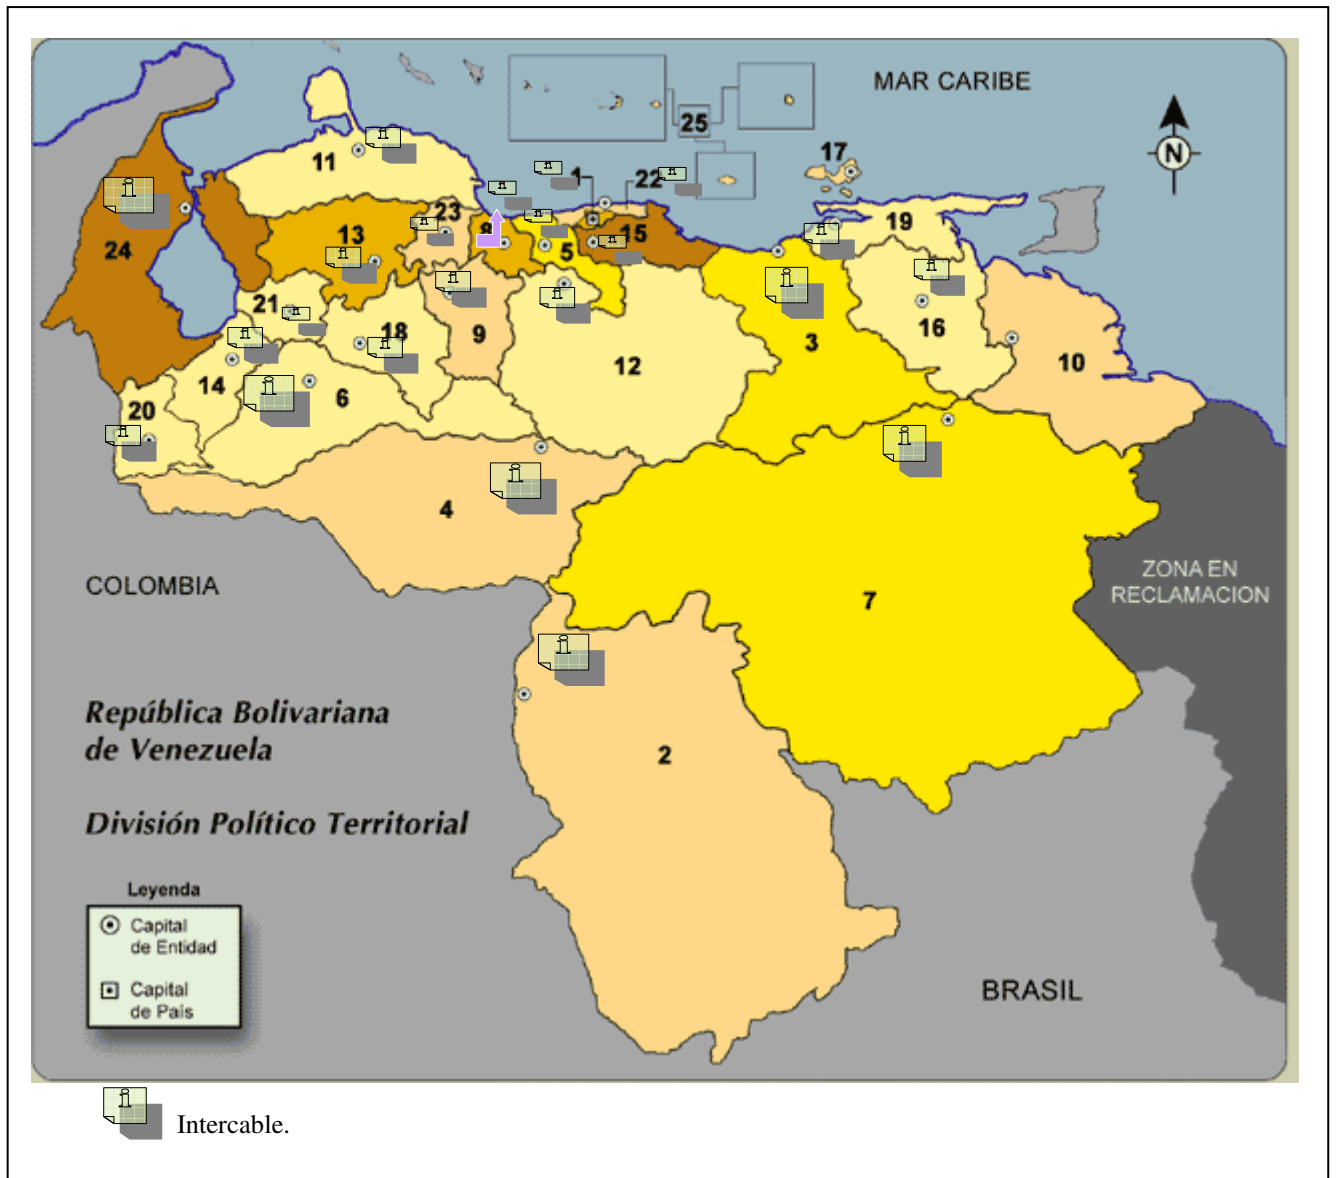 MAR CARIBE
25
N
17
11
1
22
23
13
8
15
5
19
24
21
18
9
12
3
16
10
14
6
20
4
7
2
COLOMBIA
ZONA EN
RECLAMACION
República Bolivariana
de Venezuela
División Político Territorial
Leyenda
Capital
de Entidad
Capital
de País
BRASIL
i Intercable.